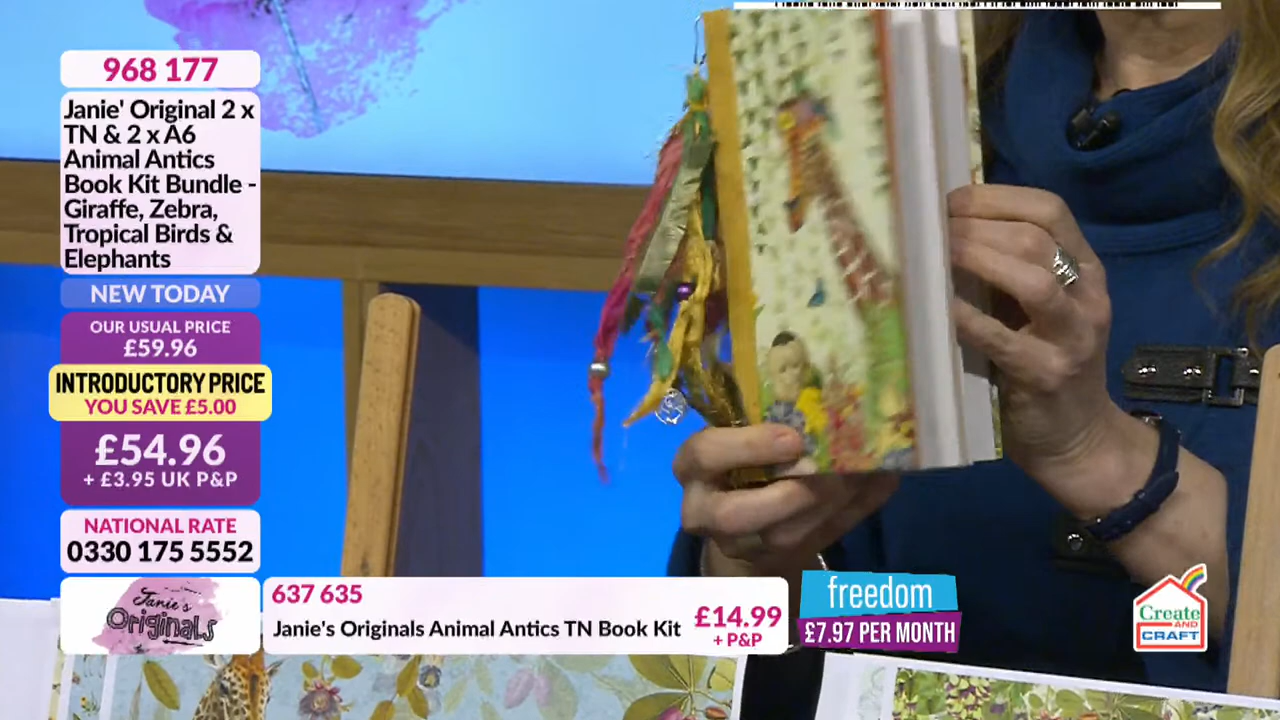 968 177
Janie' Original 2 x
TN & 2 x A6
Animal Antics
Book Kit Bundle -
Giraffe, Zebra,
Tropical Birds &
Elephants
NEW TODAY
OUR USUAL PRICE
£59.96
INTRODUCTORY PRICE
YOU SAVE £5.00
£54.96
+ £3.95 UK P&P
NATIONAL RATE
0330 175 5552
Janie's
Originals
637 635
Janie's Originals Animal Antics TN Book Kit
£14.99
+ P&P
freedom
£7.97 PER MONTH
Create
AND
CRAFT